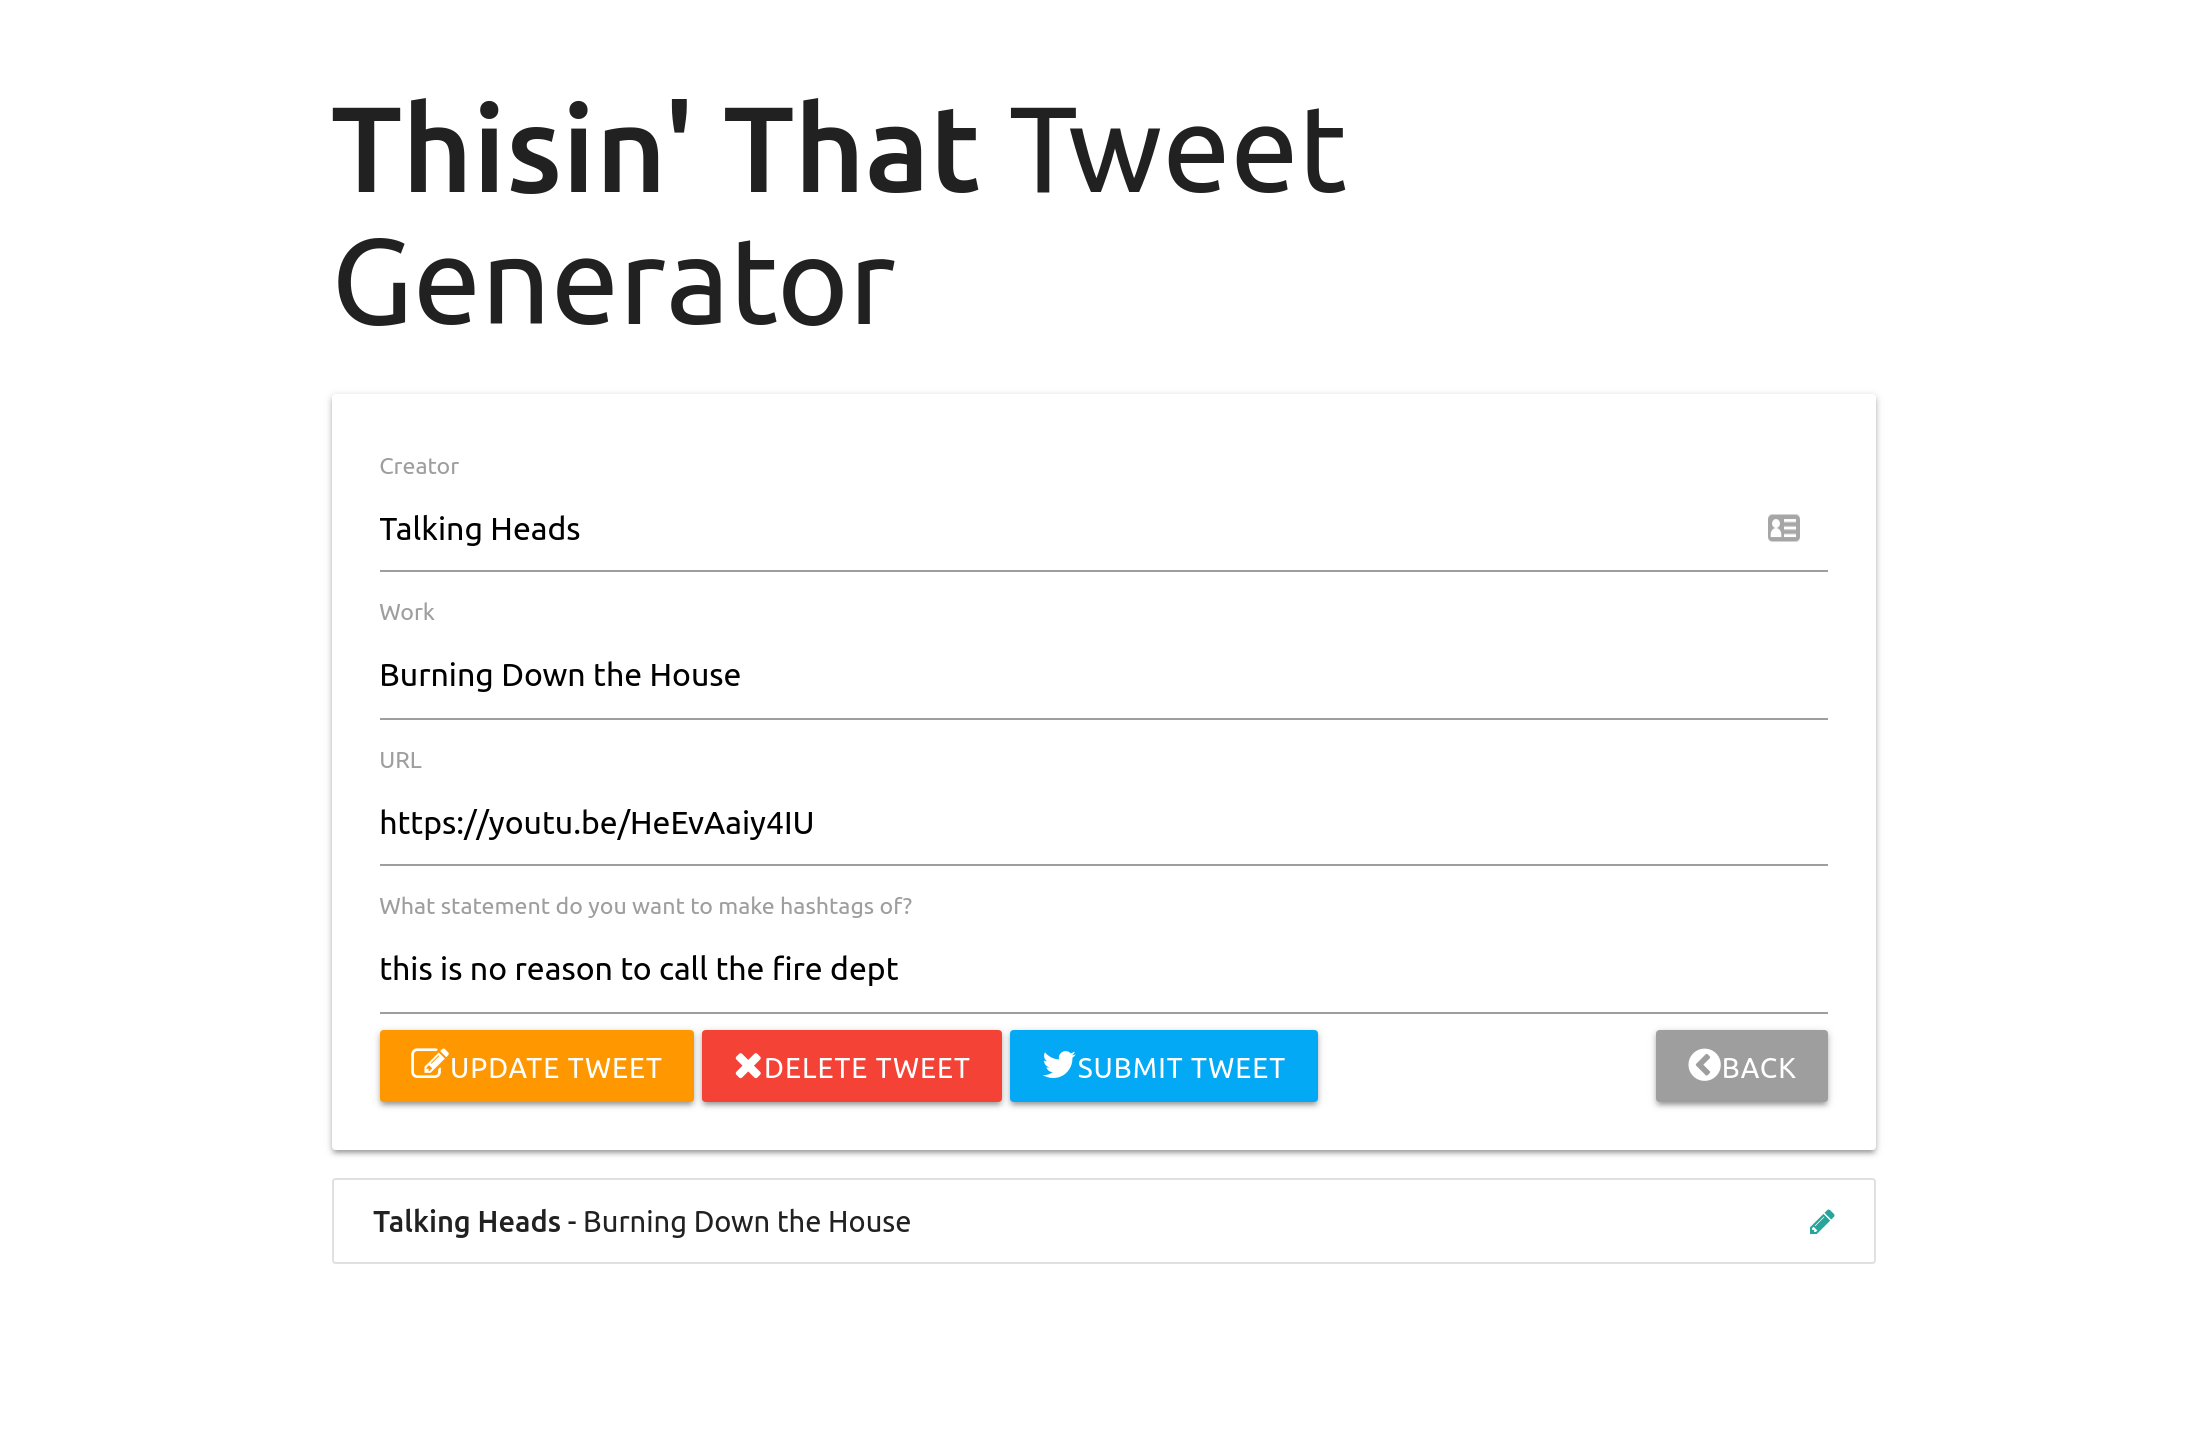 Thisin' That Tweet
Generator
Creator
Talking Heads
Work
Burning Down the House
URL
https://youtu.be/HeEvAaiy4IU
What statement do you want to make hashtags of?
this is no reason to call the fire dept
UPDATE TWEET DELETE TWEET SUBMIT TWEET BACK
Talking Heads - Burning Down the House